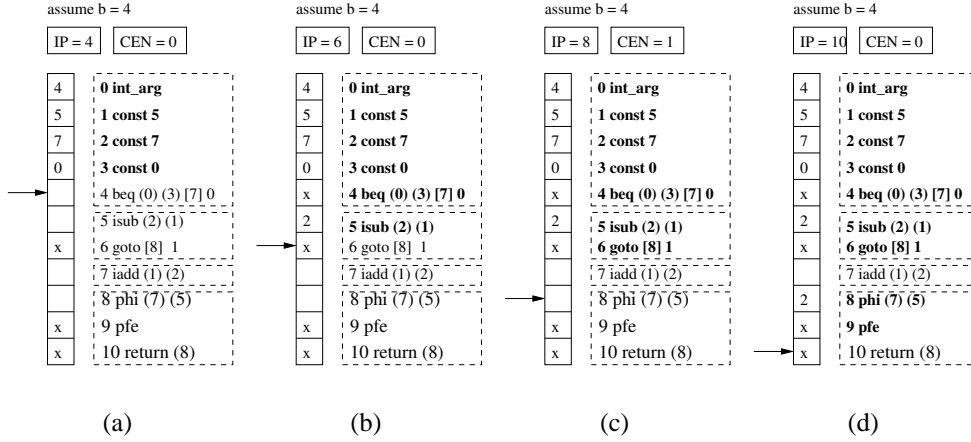 assume b = 4
IP = 4 CEN = 0
4 0 int_arg
5 1 const 5
7 2 const 7
0 3 const 0
4 beq (0) (3) [7] 0
5 isub (2) (1)
x 6 goto [8] 1
7 iadd (1) (2)
8 phi (7) (5)
x 9 pfe
x 10 return (8)
(a)
assume b = 4
IP = 6 CEN = 0
4 0 int_arg
5 1 const 5
7 2 const 7
0 3 const 0
x 4 beq (0) (3) [7] 0
2 5 isub (2) (1)
x 6 goto [8] 1
7 iadd (1) (2)
8 phi (7) (5)
x 9 pfe
x 10 return (8)
(b)
assume b = 4
IP = 8 CEN = 1
4 0 int_arg
5 1 const 5
7 2 const 7
0 3 const 0
x 4 beq (0) (3) [7] 0
2 5 isub (2) (1)
x 6 goto [8] 1
7 iadd (1) (2)
8 phi (7) (5)
x 9 pfe
x 10 return (8)
(c)
assume b = 4
IP = 10 CEN = 0
4 0 int_arg
5 1 const 5
7 2 const 7
0 3 const 0
x 4 beq (0) (3) [7] 0
2 5 isub (2) (1)
x 6 goto [8] 1
7 iadd (1) (2)
2 8 phi (7) (5)
x 9 pfe
x 10 return (8)
(d)